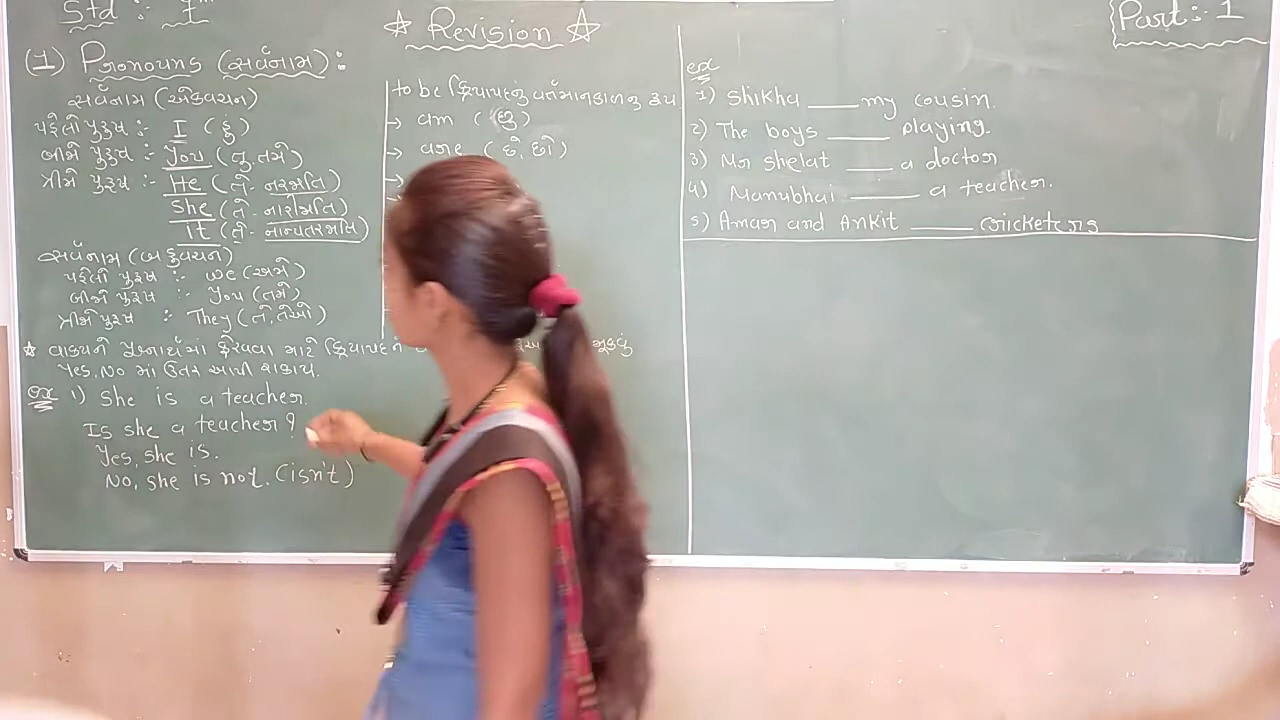 Std :
☆ Revision ☆
Part : 1
(1) Pronouns (સર્વનામ) :
સર્વનામ (એકવચન)
પહેલો પુરુષ :- I (હું)
બીજો પુરુષ :- You (તુ, તમે)
ત્રીજો પુરુષ :- He (તે - નરજાતિ)
She (તે - નારીજાતિ)
It (તે - નાન્યતરજાતિ)
સર્વનામ (બહુવચન)
પહેલો પુરુષ :- we (અમે)
બીજો પુરુષ :- You (તમે)
ત્રીજો પુરુષ : They (તે, તેઓ)
☆ વાક્યને પ્રશ્નાર્થમાં ફેરવવા માટે ક્રિયાપદને મૂકવું
Yes, No માં ઉત્તર આપી શકાય.
ex 1) She is a teacher.
Is she a teacher?
Yes, she is.
No, she is not. (isn't)
to be ક્રિયાપદનું વર્તમાનકાળનું રૂપ
→ am (છું)
→ are (છે, છો)
→
ex
1) Shikha ____ my cousin.
2) The boys ____ playing.
3) Mr shelat ____ a doctor
4) Manubhai ____ a teacher.
5) Amar and Ankit ____ cricketers